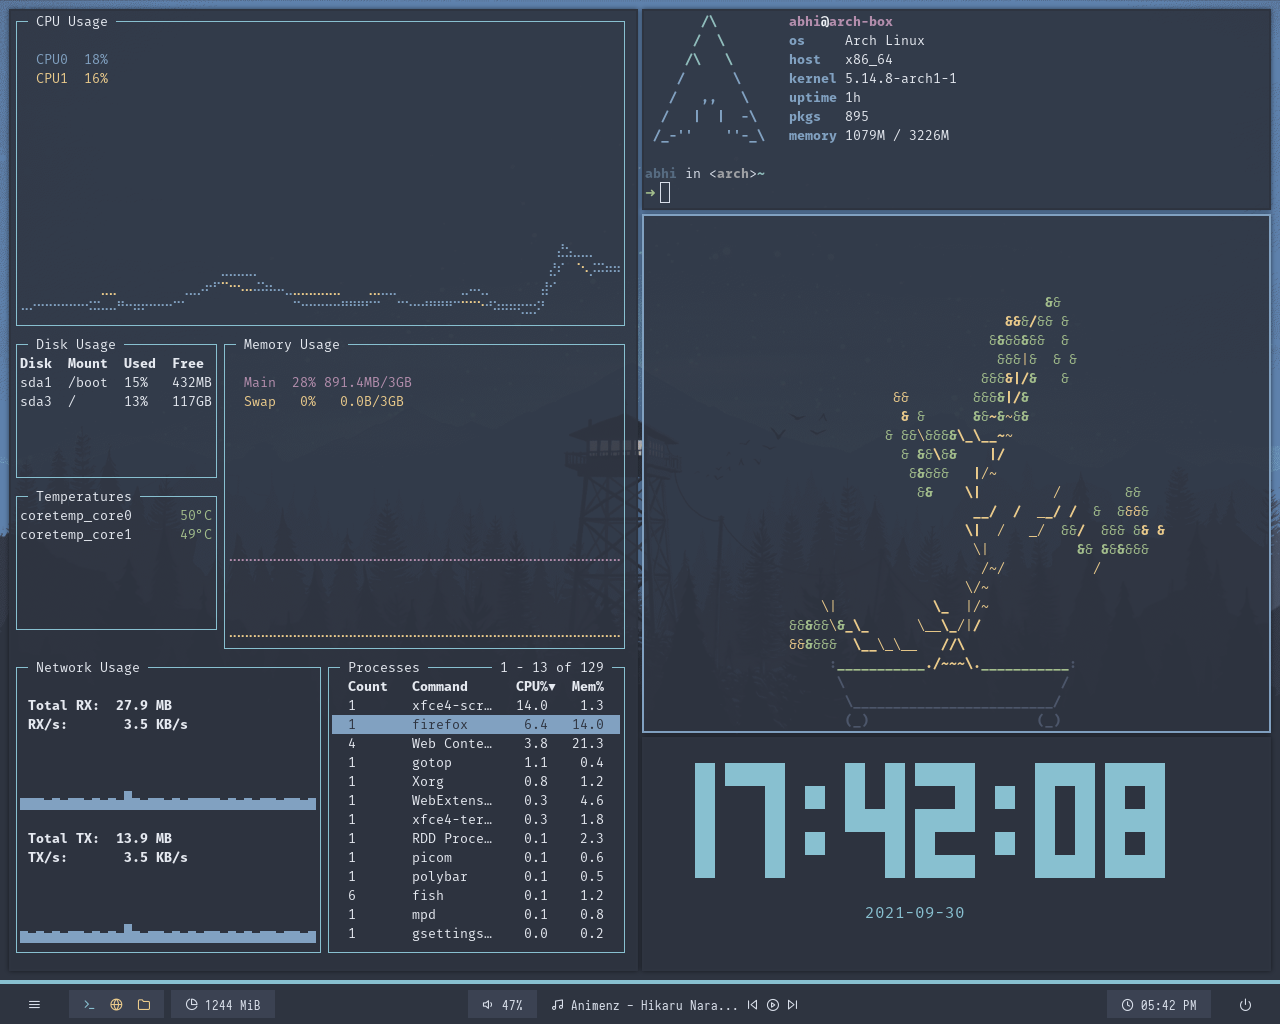 CPU Usage
CPU0 18%
CPU1 16%
Disk Usage
Disk Mount Used Free
sda1 /boot 15% 432MB
sda3 / 13% 117GB
Temperatures
coretemp_core0 50°C
coretemp_core1 49°C
Memory Usage
Main 28% 891.4MB/3GB
Swap 0% 0.0B/3GB
Network Usage
Total RX: 27.9 MB
RX/s: 3.5 KB/s
Total TX: 13.9 MB
TX/s: 3.5 KB/s
Processes 1 - 13 of 129
Count Command CPU%▼ Mem%
1 xfce4-scr… 14.0 1.3
1 firefox 6.4 14.0
4 Web Conte… 3.8 21.3
1 gotop 1.1 0.4
1 Xorg 0.8 1.2
1 WebExtens… 0.3 4.6
1 xfce4-ter… 0.3 1.8
1 RDD Proce… 0.1 2.3
1 picom 0.1 0.6
1 polybar 0.1 0.5
6 fish 0.1 1.2
1 mpd 0.1 0.8
1 gsettings… 0.0 0.2
abhi@arch-box
os Arch Linux
host x86_64
kernel 5.14.8-arch1-1
uptime 1h
pkgs 895
memory 1079M / 3226M
abhi in <arch>~
➜
17:42:08
2021-09-30
1244 MiB
47%
Animenz - Hikaru Nara...
05:42 PM